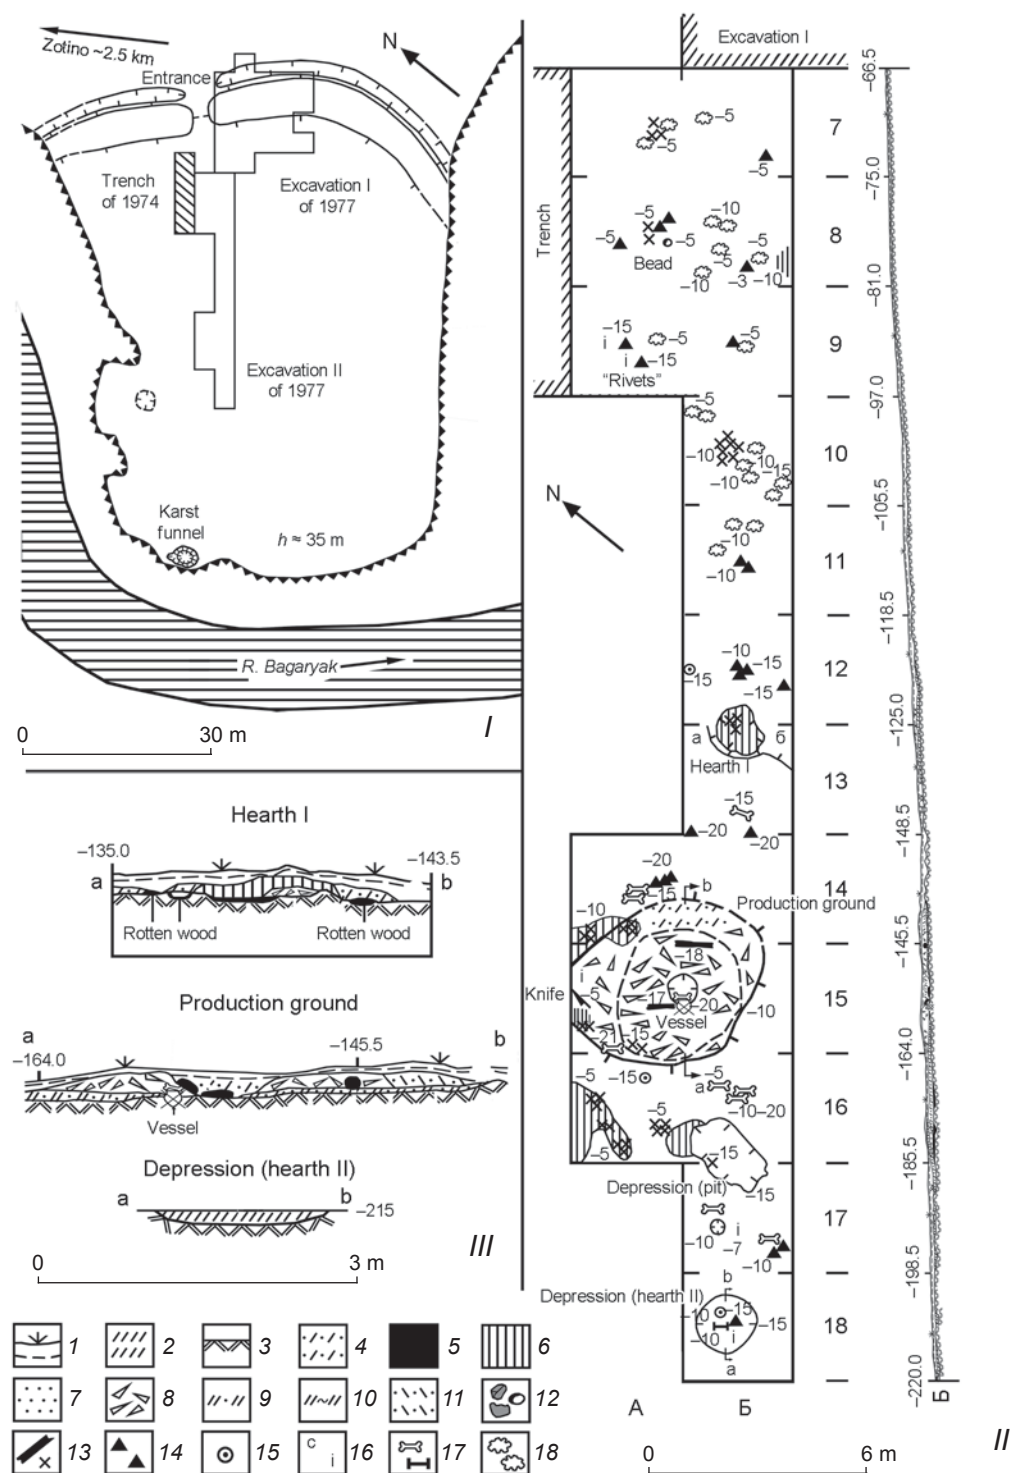 Zotino ~2.5 km
N
Entrance
Trench
of 1974
Excavation I
of 1977
Excavation II
of 1977
Karst
funnel
h ≈ 35 m
R. Bagaryak
0 30 m
I
Hearth I
–135.0 –143.5
a b
Rotten wood Rotten wood
Production ground
a b
–164.0 –145.5
Vessel
Depression (hearth II)
a b
–215
III
0 3 m
1 2 3 4 5 6
7 8 9 10 11 12
13 14 15 c i 16 17 18
Excavation I
–66.5
–5
7
–5
–5
–75.0
Trench
–10
–5
8
–5 –5 –5
Bead –5
–10 –3 –10
–81.0
–15
i –5 –5
9
i –15
"Rivets"
–97.0
–5
–10 –10
10
–10 –15
N
–105.5
–10
11
–10
–118.5
–10
–15
12
–15 –15
–125.0
a б
Hearth I
13
–15
–20 –20
–148.5
–20
–15 b
14
Production ground
–10
–145.5
–18
i
Knife –5
–17 –20 –10
15
Vessel
21 –15
–164.0
–5 –15 –5
a
–10 –20
16
–5
–5
–15
–185.5
Depression (pit)
–15
17
–10 i
–7
–10
–198.5
b
Depression (hearth II)
–10 –15
–15
18
–10 i
a
–220.0
А Б
Б
0 6 m
II